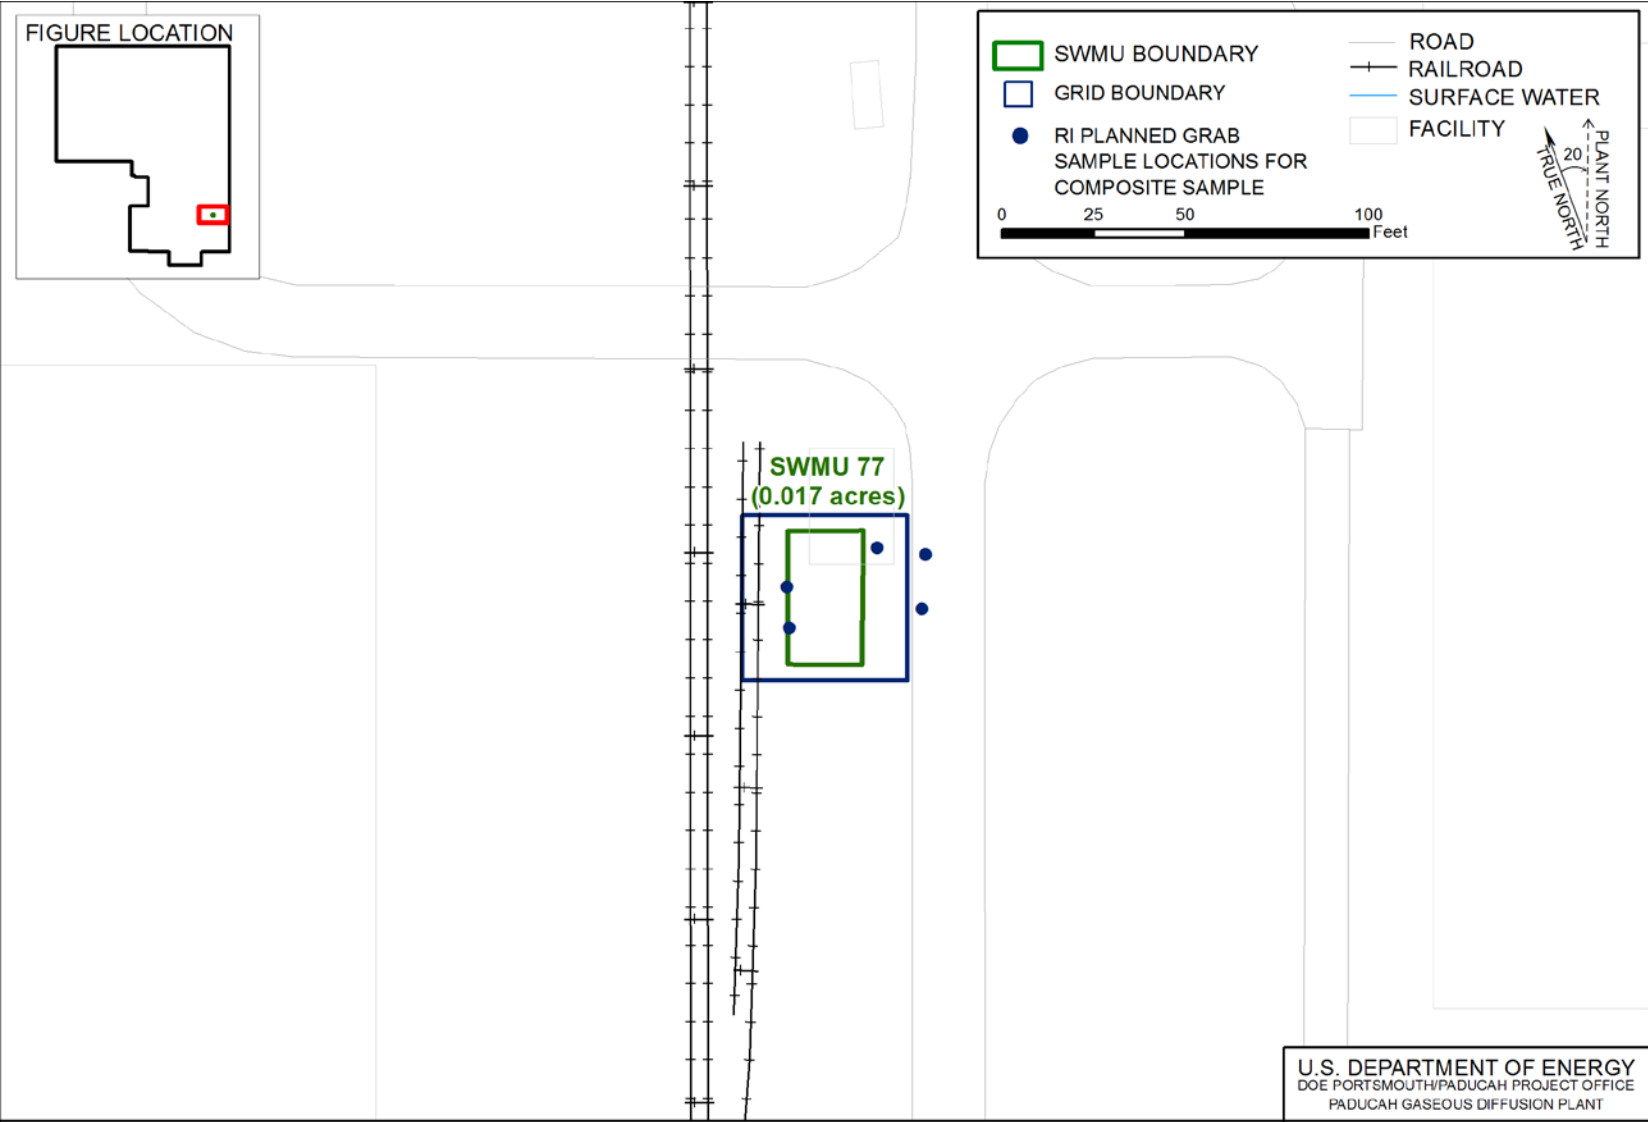 FIGURE LOCATION
SWMU BOUNDARY
GRID BOUNDARY
RI PLANNED GRAB
SAMPLE LOCATIONS FOR
COMPOSITE SAMPLE
0 25 50 100
Feet
ROAD
RAILROAD
SURFACE WATER
FACILITY
TRUE NORTH
20
PLANT NORTH
SWMU 77
(0.017 acres)
U.S. DEPARTMENT OF ENERGY
DOE PORTSMOUTH/PADUCAH PROJECT OFFICE
PADUCAH GASEOUS DIFFUSION PLANT